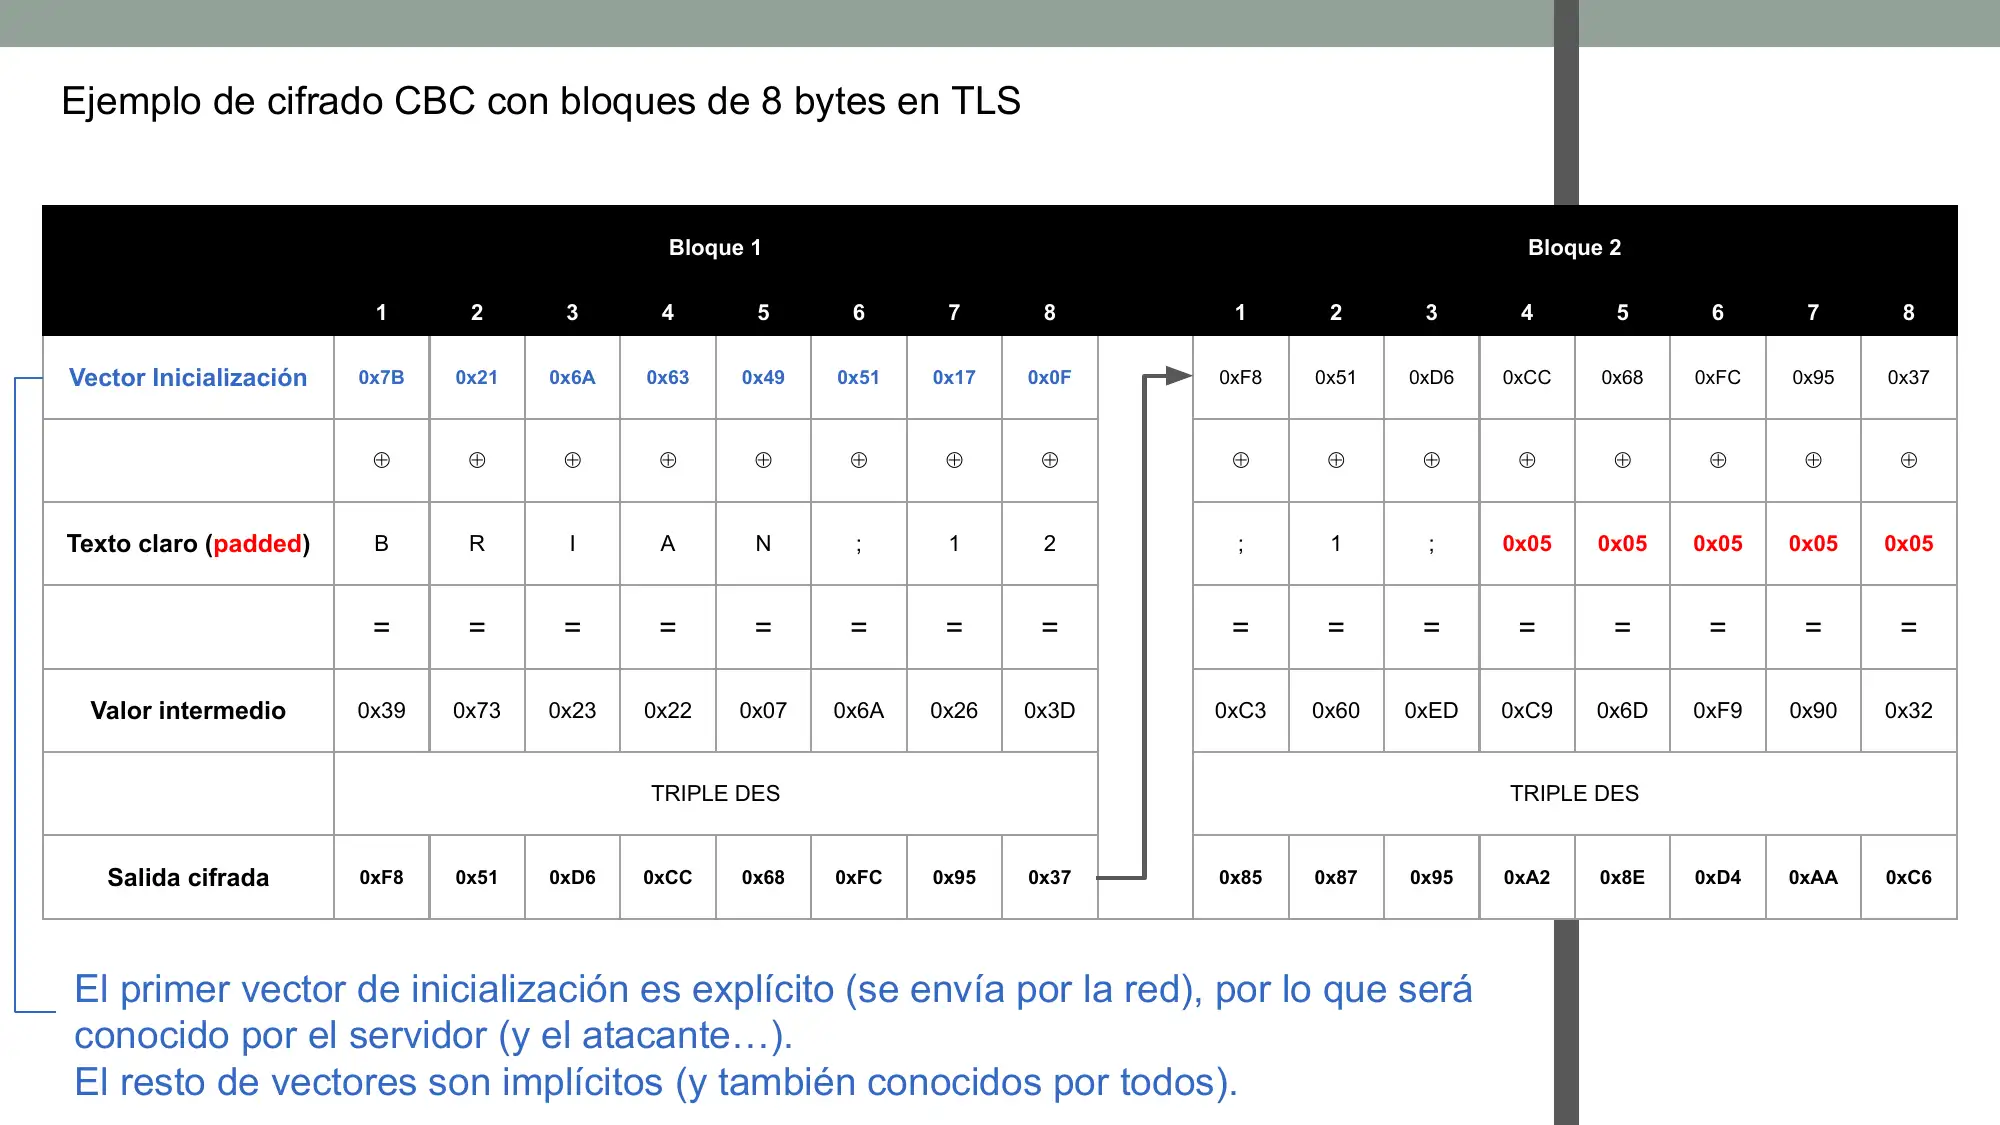 Ejemplo de cifrado CBC con bloques de 8 bytes en TLS
Bloque 1 Bloque 2
1 2 3 4 5 6 7 8 1 2 3 4 5 6 7 8
Vector Inicialización 0x7B 0x21 0x6A 0x63 0x49 0x51 0x17 0x0F 0xF8 0x51 0xD6 0xCC 0x68 0xFC 0x95 0x37
⊕ ⊕ ⊕ ⊕ ⊕ ⊕ ⊕ ⊕ ⊕ ⊕ ⊕ ⊕ ⊕ ⊕ ⊕ ⊕
Texto claro (padded) B R I A N ; 1 2 ; 1 ; 0x05 0x05 0x05 0x05 0x05
= = = = = = = = = = = = = = = =
Valor intermedio 0x39 0x73 0x23 0x22 0x07 0x6A 0x26 0x3D 0xC3 0x60 0xED 0xC9 0x6D 0xF9 0x90 0x32
TRIPLE DES TRIPLE DES
Salida cifrada 0xF8 0x51 0xD6 0xCC 0x68 0xFC 0x95 0x37 0x85 0x87 0x95 0xA2 0x8E 0xD4 0xAA 0xC6
El primer vector de inicialización es explícito (se envía por la red), por lo que será
conocido por el servidor (y el atacante…).
El resto de vectores son implícitos (y también conocidos por todos).